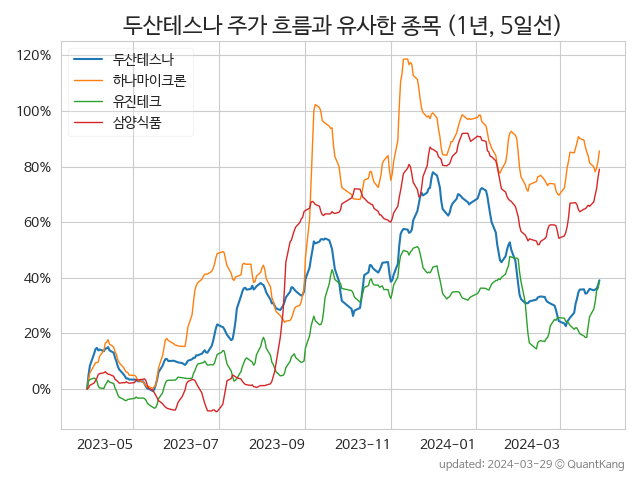 두산테스나 주가 흐름과 유사한 종목 (1년, 5일선)
두산테스나
하나마이크론
유진테크
삼양식품
120%
100%
80%
60%
40%
20%
0%
2023-05 2023-07 2023-09 2023-11 2024-01 2024-03
updated: 2024-03-29 © QuantKang